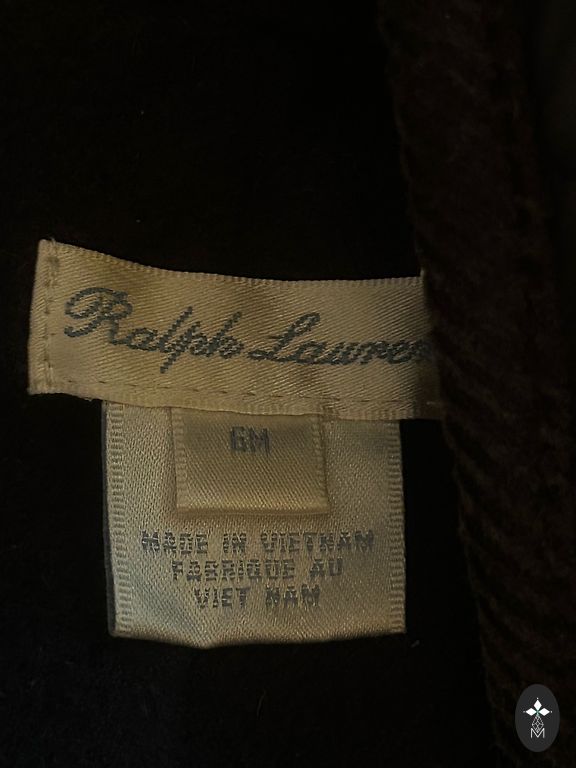 Ralph Lauren
6M
MADE IN VIETNAM
FABRIQUE AU
VIET NAM
M